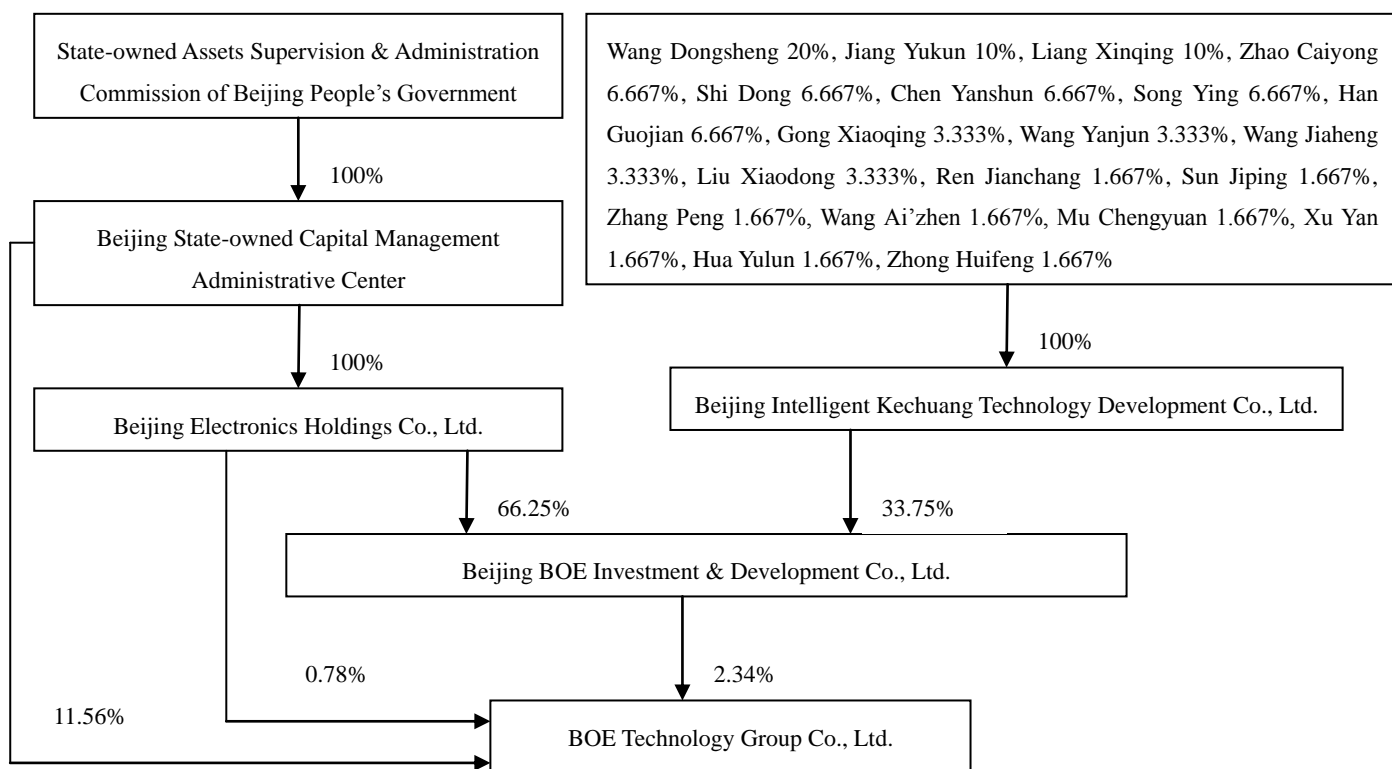 State-owned Assets Supervision & Administration
Commission of Beijing People’s Government
Wang Dongsheng 20%, Jiang Yukun 10%, Liang Xinqing 10%, Zhao Caiyong
6.667%, Shi Dong 6.667%, Chen Yanshun 6.667%, Song Ying 6.667%, Han
Guojian 6.667%, Gong Xiaoqing 3.333%, Wang Yanjun 3.333%, Wang Jiaheng
3.333%, Liu Xiaodong 3.333%, Ren Jianchang 1.667%, Sun Jiping 1.667%,
Zhang Peng 1.667%, Wang Ai’zhen 1.667%, Mu Chengyuan 1.667%, Xu Yan
1.667%, Hua Yulun 1.667%, Zhong Huifeng 1.667%
100%
Beijing State-owned Capital Management
Administrative Center
100%
100%
Beijing Electronics Holdings Co., Ltd.
Beijing Intelligent Kechuang Technology Development Co., Ltd.
66.25%
33.75%
Beijing BOE Investment & Development Co., Ltd.
0.78%
2.34%
11.56%
BOE Technology Group Co., Ltd.